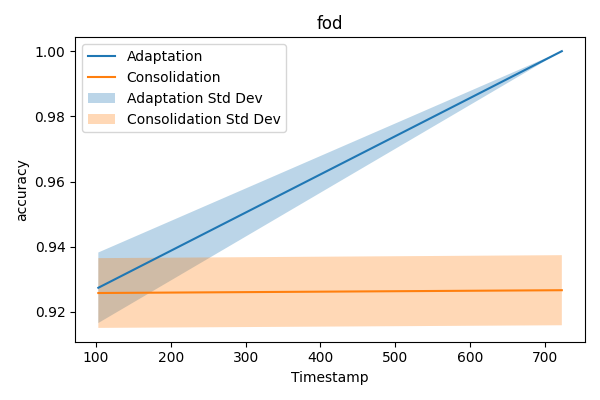 fod
Adaptation
Consolidation
Adaptation Std Dev
Consolidation Std Dev
accuracy
1.00
0.98
0.96
0.94
0.92
100 200 300 400 500 600 700
Timestamp